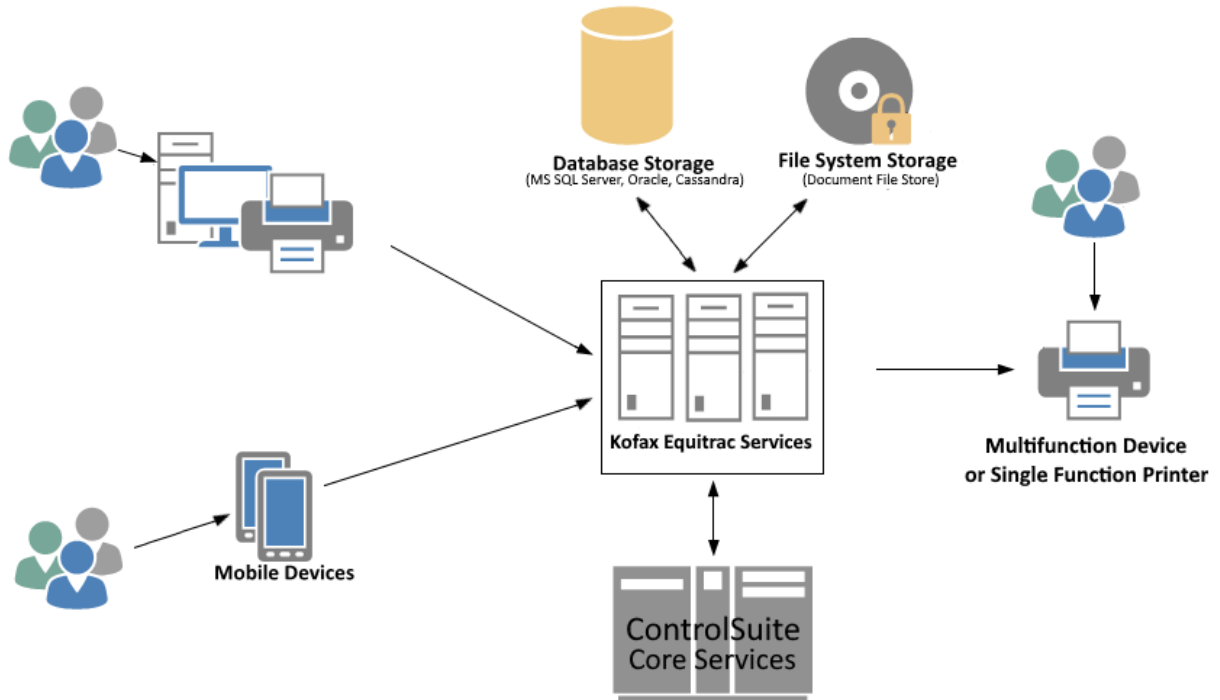 Database Storage
(MS SQL Server, Oracle, Cassandra)
File System Storage
(Document File Store)
Kofax Equitrac Services
Multifunction Device
or Single Function Printer
Mobile Devices
ControlSuite
Core Services